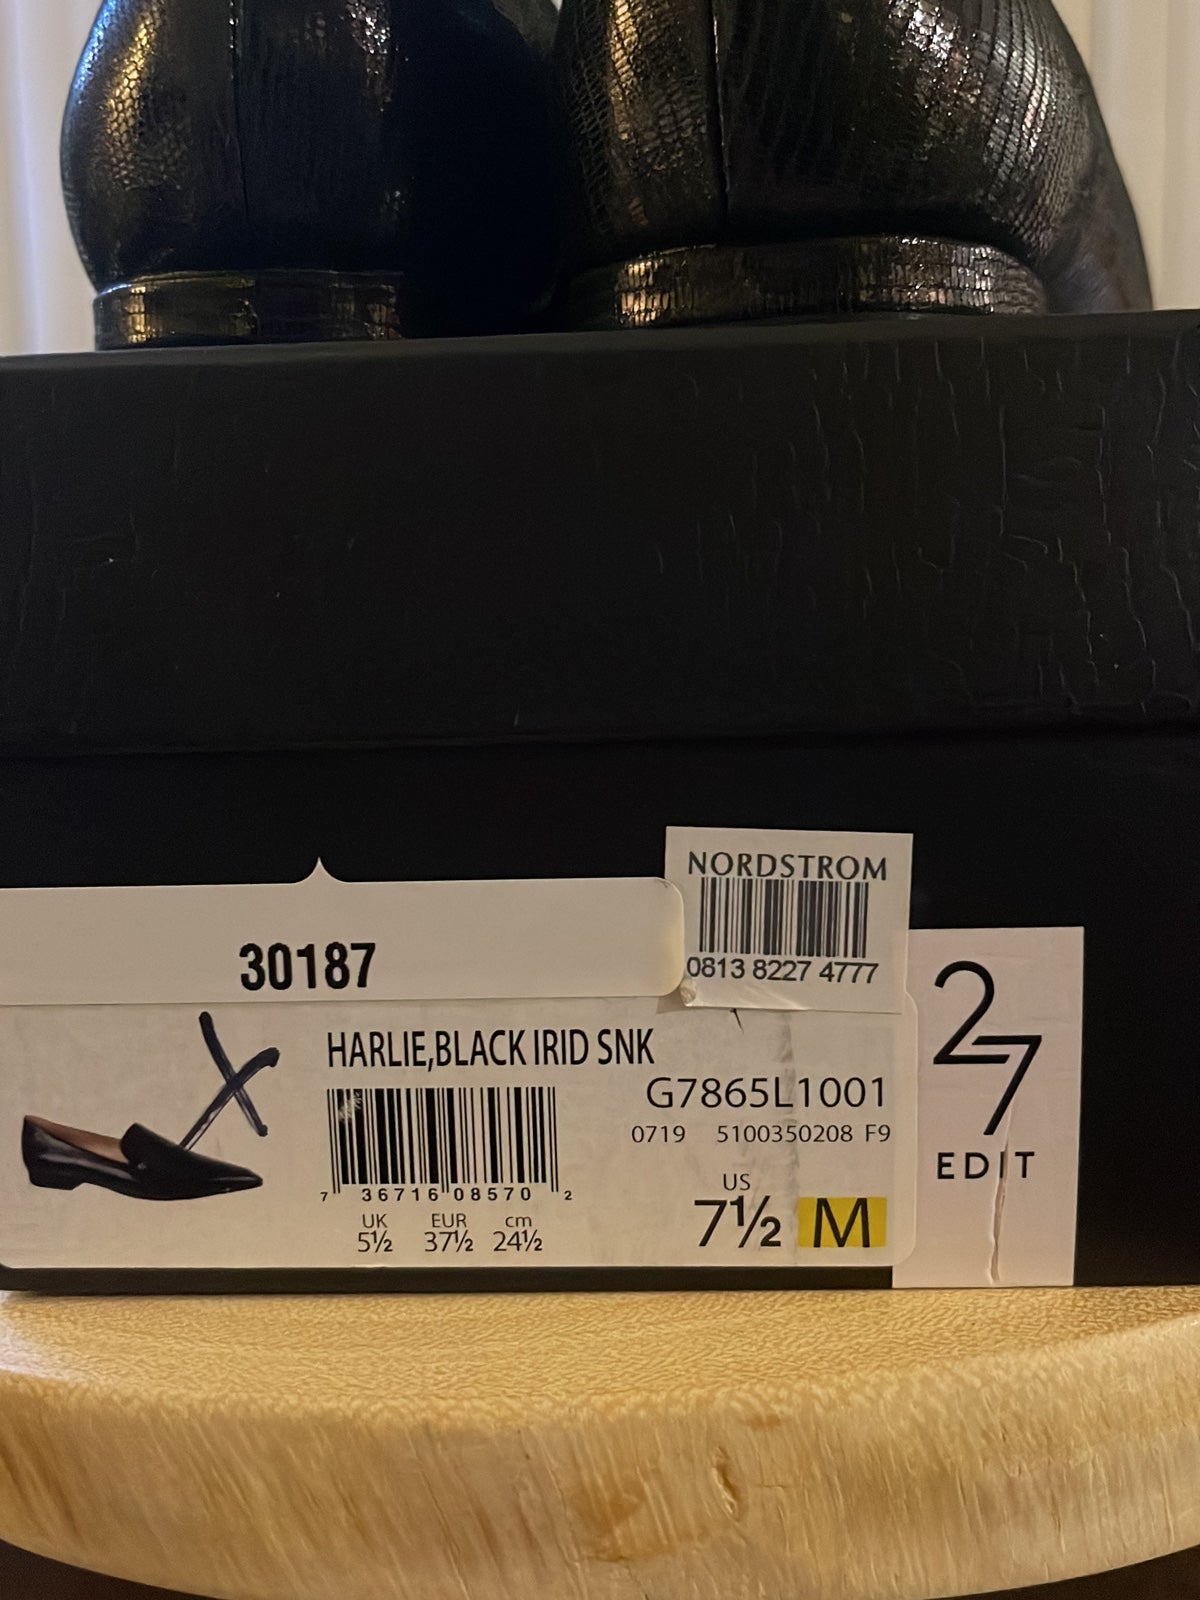 NORDSTROM
0813 8227 4777
30187
HARLIE,BLACK IRID SNK
G7865L1001
0719 5100350208 F9
7 36716 08570 2
UK EUR cm
5½ 37½ 24½
US
7½ M
27
EDIT